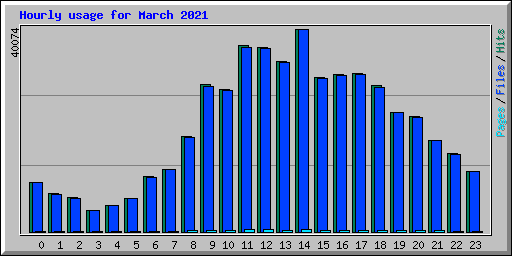 Hourly usage for March 2021
40074
Pages/Files/Hits
0 1 2 3 4 5 6 7 8 9 10 11 12 13 14 15 16 17 18 19 20 21 22 23